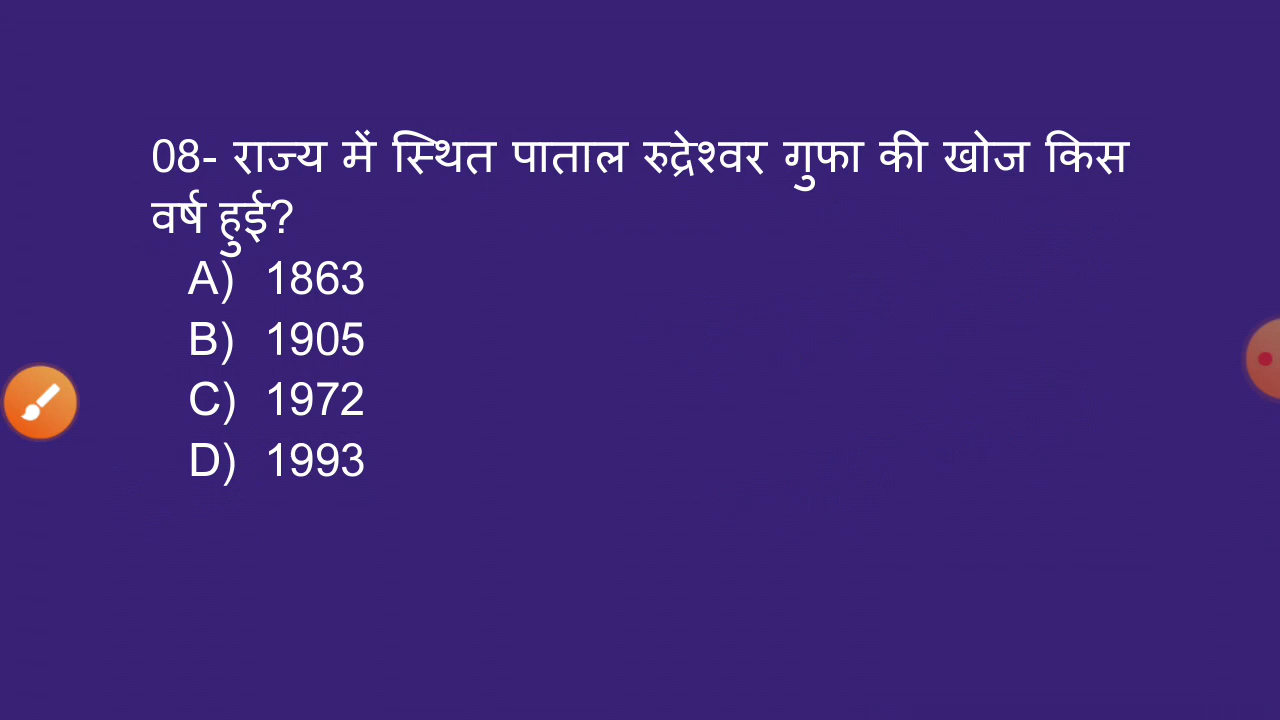 08- राज्य में स्थित पाताल रुद्रेश्वर गुफा की खोज किस
वर्ष हुई?
A) 1863
B) 1905
C) 1972
D) 1993